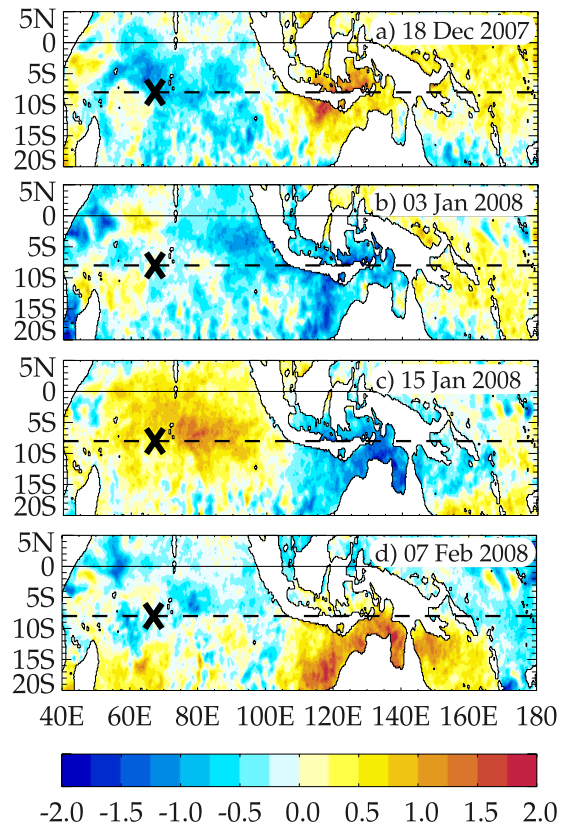 5N
0
5S
10S
15S
20S
a) 18 Dec 2007
X
5N
0
5S
10S
15S
20S
b) 03 Jan 2008
X
5N
0
5S
10S
15S
20S
c) 15 Jan 2008
X
5N
0
5S
10S
15S
20S
d) 07 Feb 2008
X
40E 60E 80E 100E 120E 140E 160E 180
-2.0 -1.5 -1.0 -0.5 0.0 0.5 1.0 1.5 2.0